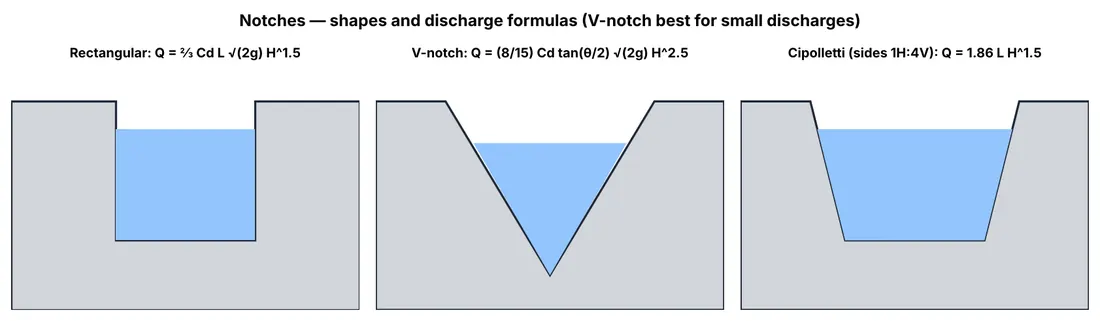 Notches — shapes and discharge formulas (V-notch best for small discharges)
Rectangular: Q = ⅔ Cd L √(2g) H^1.5
V-notch: Q = (8/15) Cd tan(θ/2) √(2g) H^2.5
Cipolletti (sides 1H:4V): Q = 1.86 L H^1.5